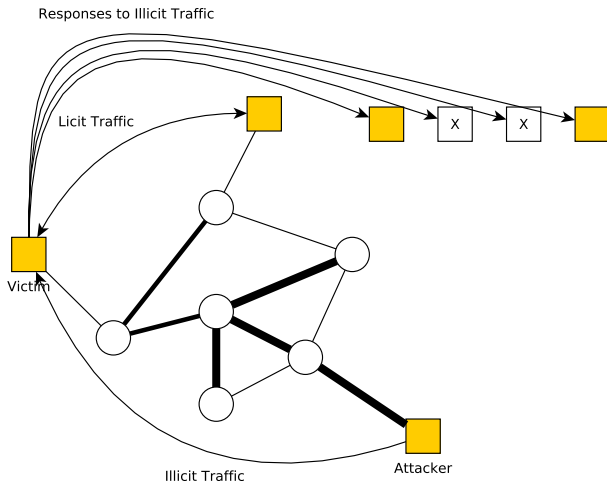 Responses to Illicit Traffic
Licit Traffic
X
X
Victim
Attacker
Illicit Traffic